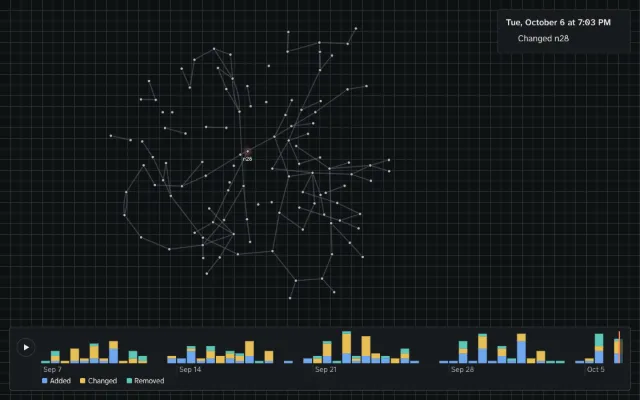 Tue, October 6 at 7:03 PM
Changed n28
n26
Sep 7
Sep 14
Sep 21
Sep 28
Oct 5
Added
Changed
Removed